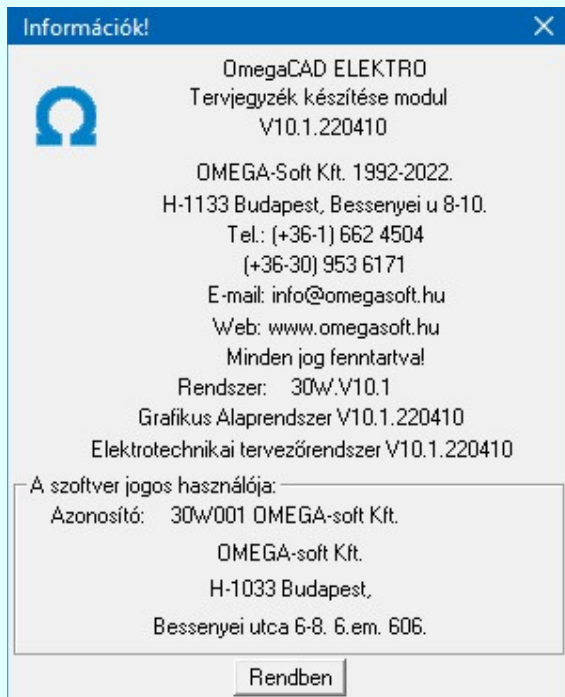 Információk!
OmegaCAD ELEKTRO
Tervjegyzék készítése modul
V10.1.220410
OMEGA-Soft Kft. 1992-2022.
H-1133 Budapest, Bessenyei u 8-10.
Tel.: (+36-1) 662 4504
(+36-30) 953 6171
E-mail: info@omegasoft.hu
Web: www.omegasoft.hu
Minden jog fenntartva!
Rendszer: 30W.V10.1
Grafikus Alaprendszer V10.1.220410
Elektrotechnikai tervezőrendszer V10.1.220410
A szoftver jogos használója:
Azonosító: 30W001 OMEGA-soft Kft.
OMEGA-soft Kft.
H-1033 Budapest,
Bessenyei utca 6-8. 6.em. 606.
Rendben